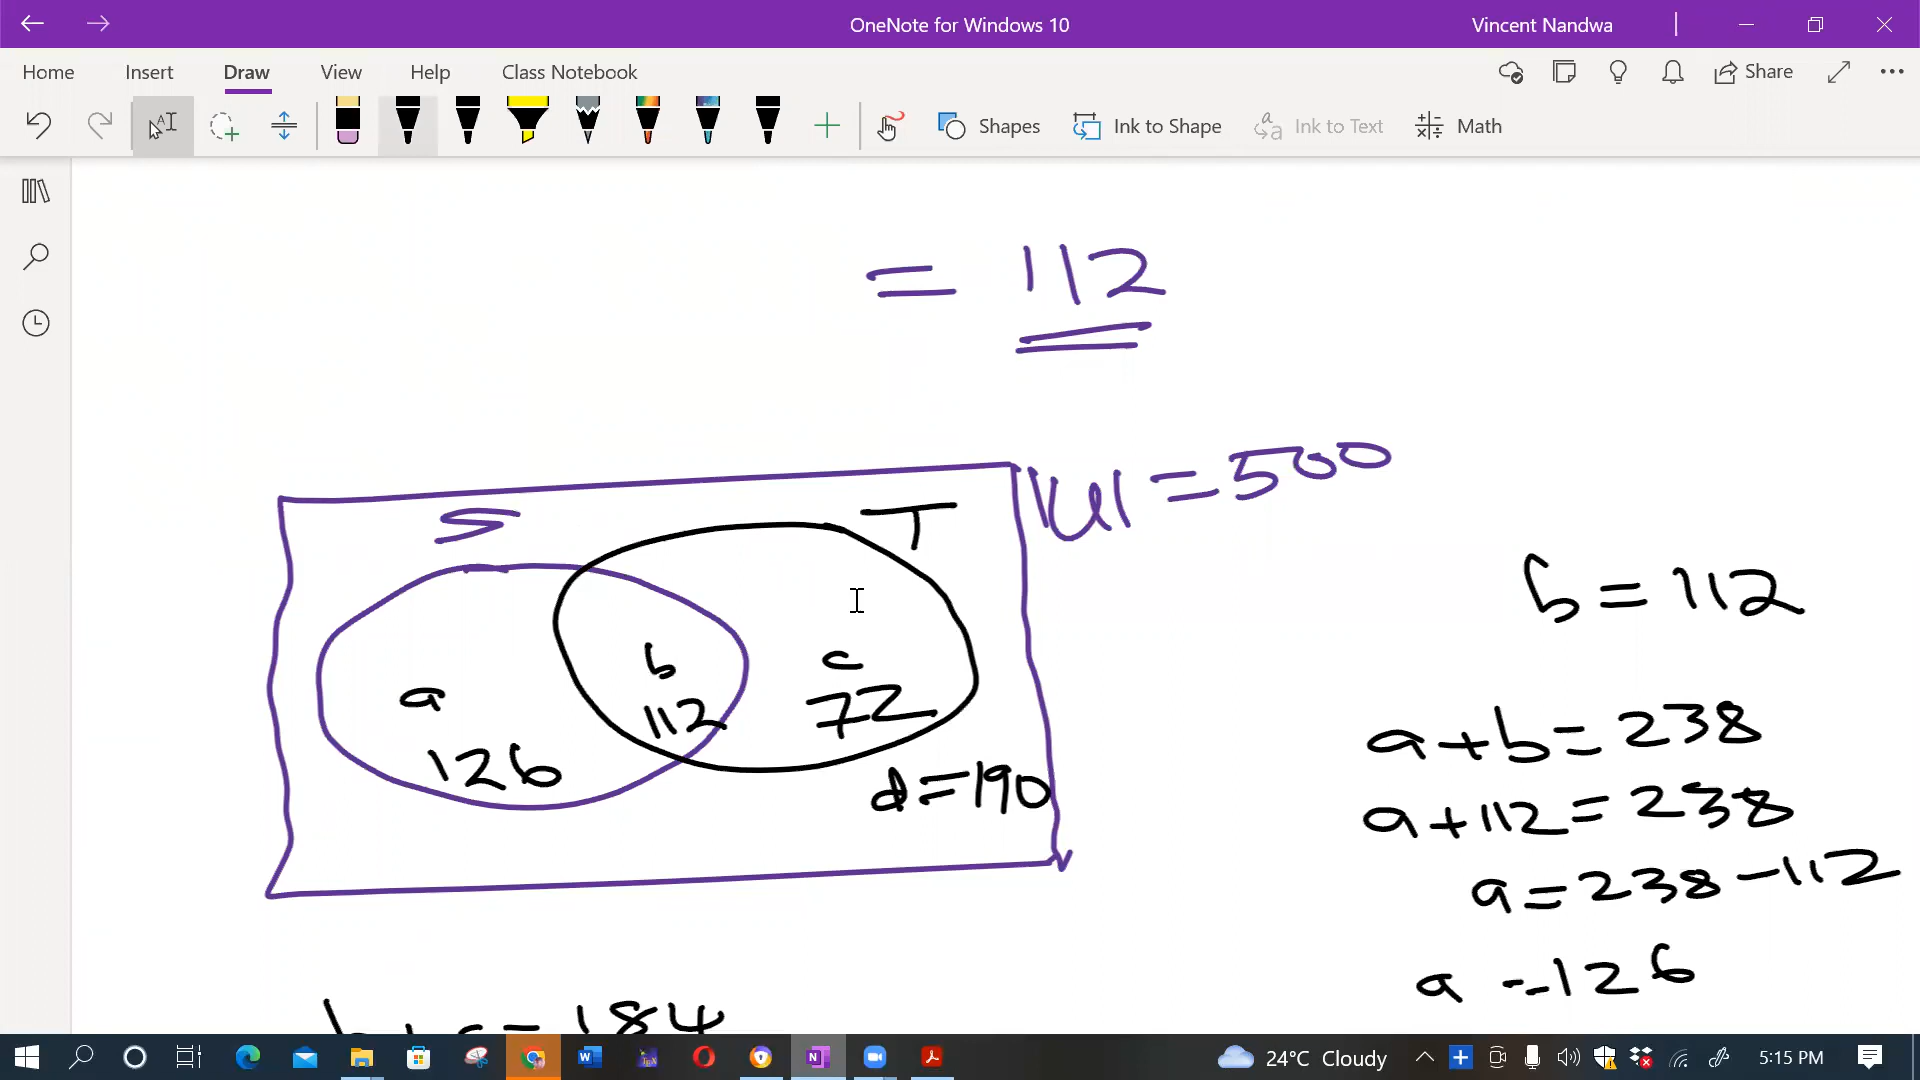 OneNote for Windows 10
Vincent Nandwa
Home Insert Draw View Help Class Notebook
Share
Shapes Ink to Shape Ink to Text Math
= 112
|U| = 500
S T
b = 112
a b c
126 112 72
d = 190
a + b = 238
a + 112 = 238
a = 238 - 112
a = 126
b + c = 184
24°C Cloudy
5:15 PM